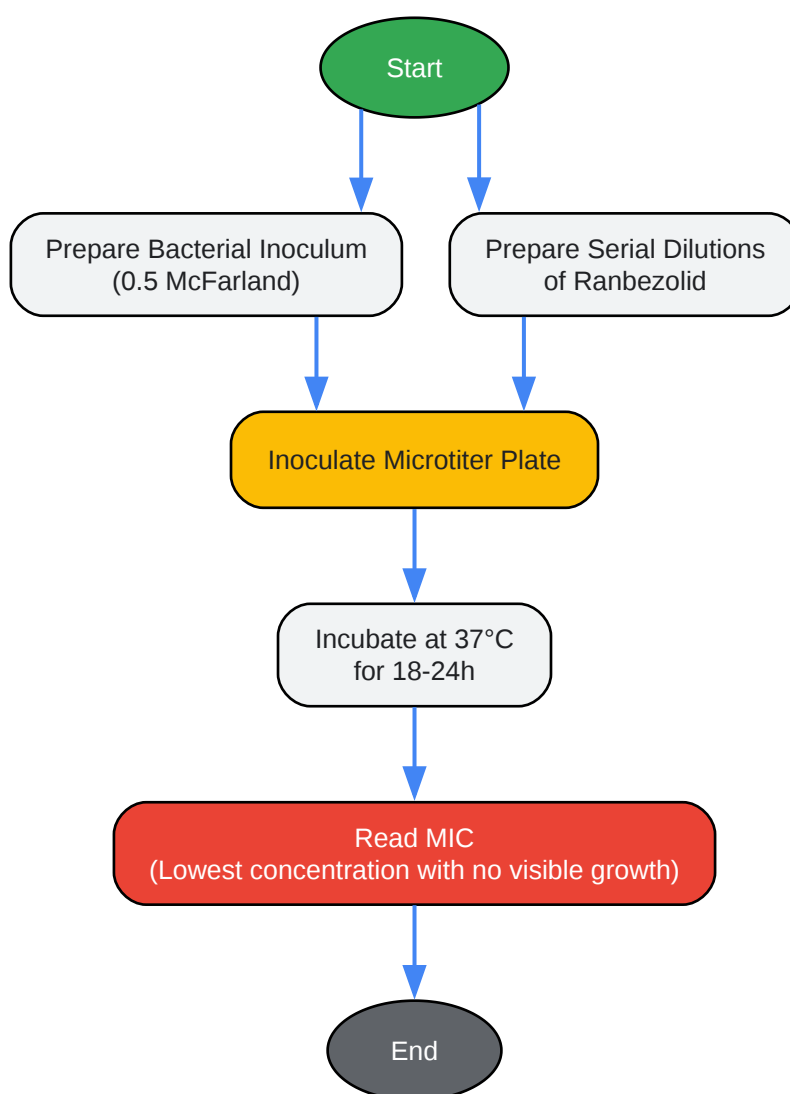 Start
Prepare Bacterial Inoculum
(0.5 McFarland)
Prepare Serial Dilutions
of Ranbezolid
Inoculate Microtiter Plate
Incubate at 37°C
for 18-24h
Read MIC
(Lowest concentration with no visible growth)
End